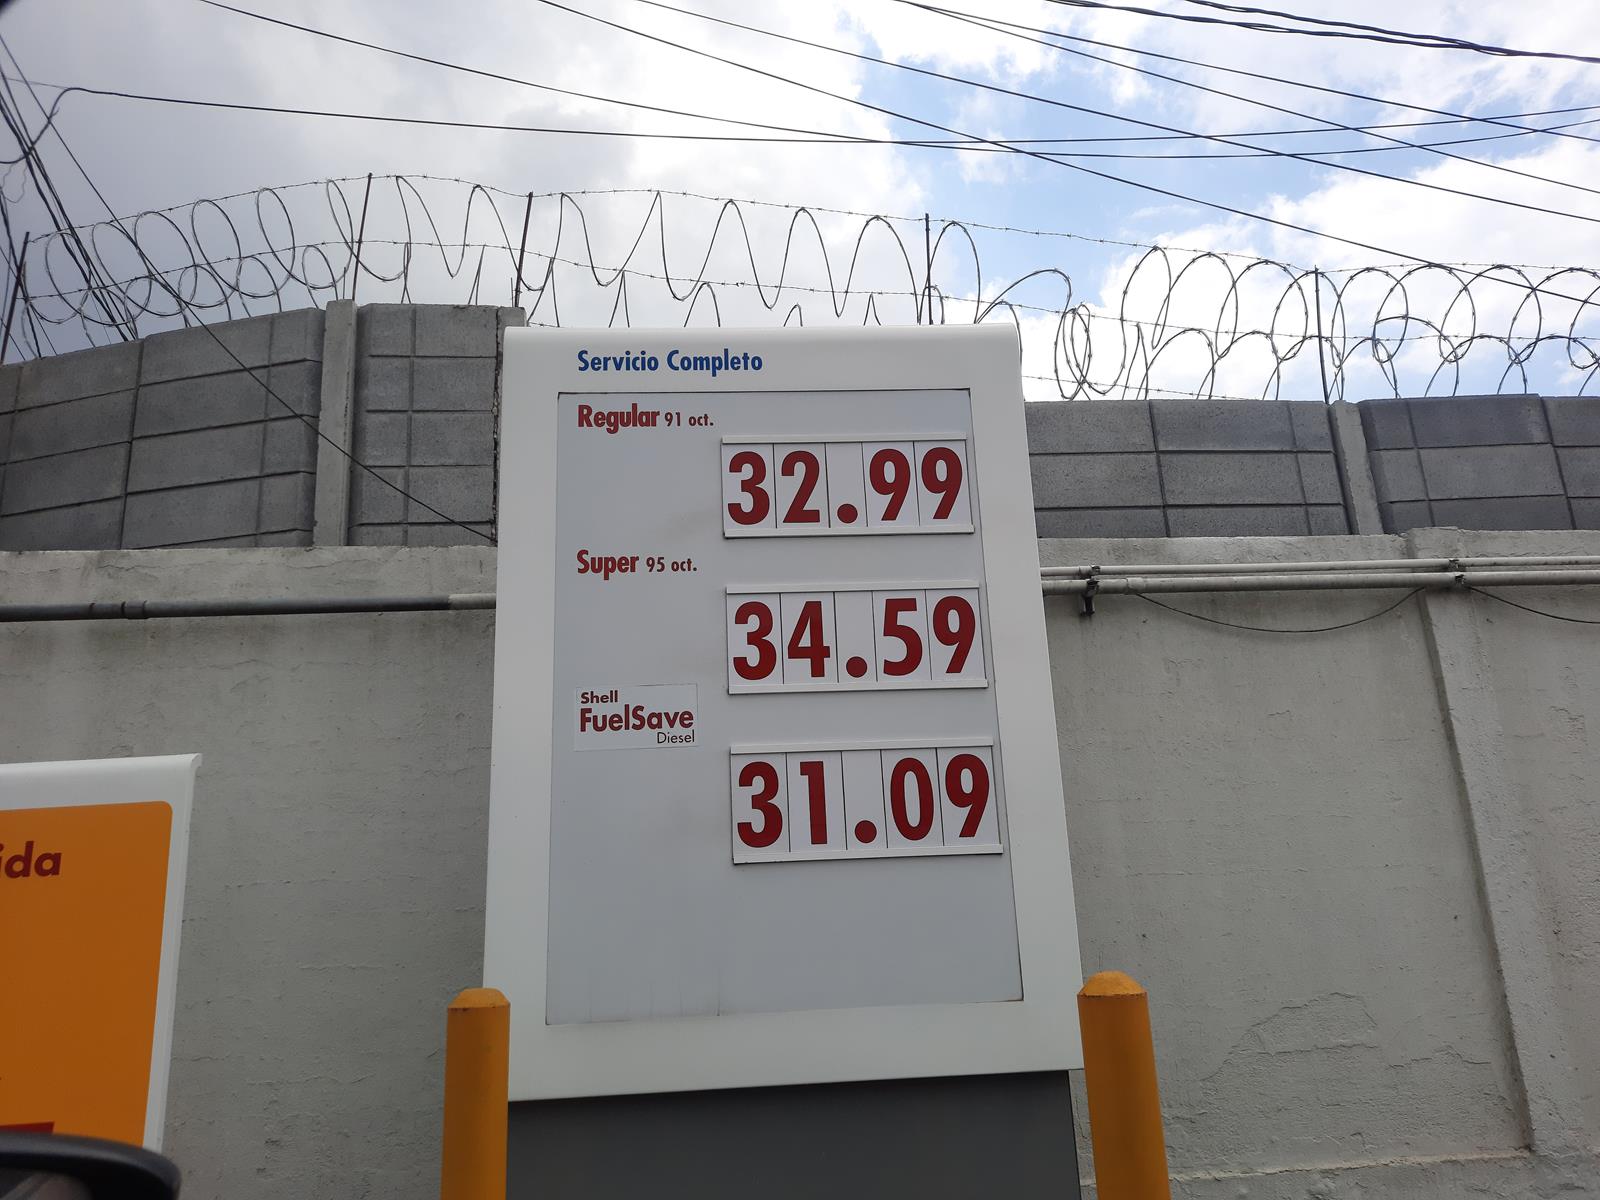 Servicio Completo
Regular 91 oct.
32.99
Super 95 oct.
34.59
Shell
FuelSave
Diesel
31.09
ida